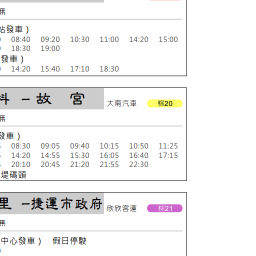 無
站發車）
08:40 09:20 10:30 11:00 14:20 15:00
18:30 19:00
發車）
14:20 15:40 17:10 18:30
科 – 故 宮 大南汽車 棕20
無
發車）
08:30 09:05 09:40 10:15 10:50 11:25
14:20 14:55 15:30 16:05 16:40 17:15
20:10 20:45 21:20 21:55 22:30
堤碼頭
里 –捷運市政府 欣欣客運 棕21
無
中心發車） 假日停駛